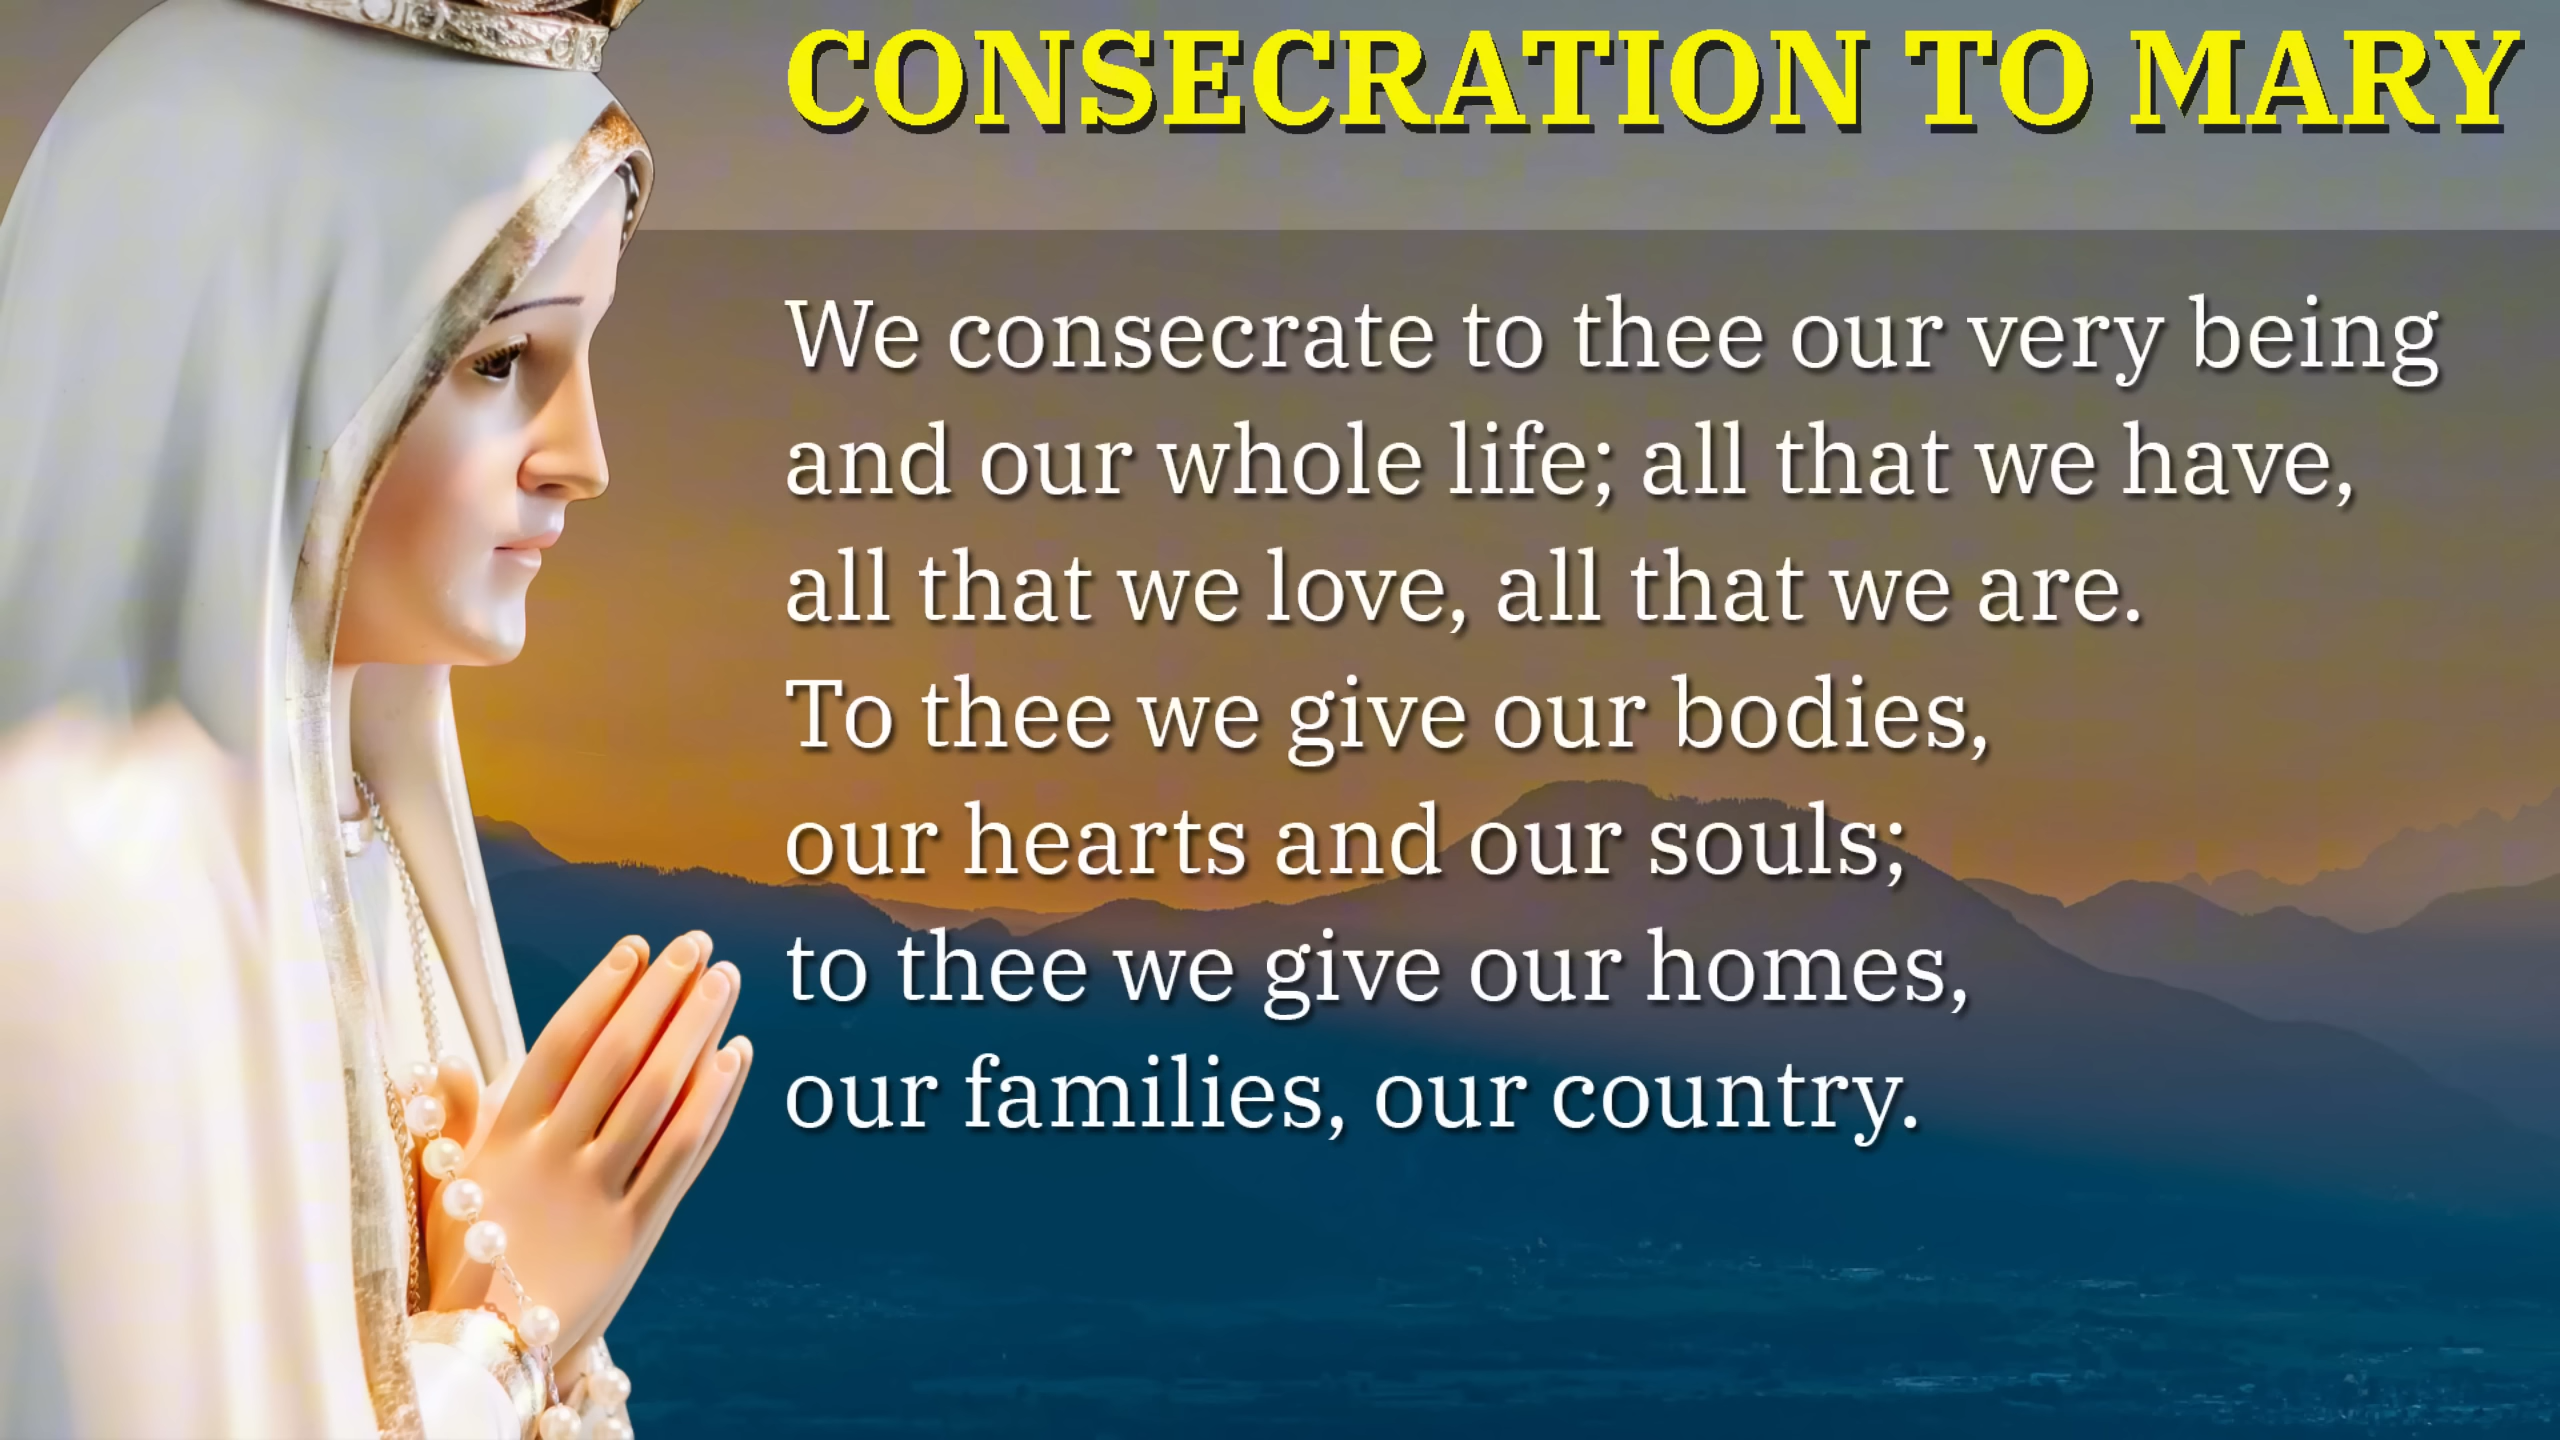 CONSECRATION TO MARY
We consecrate to thee our very being
and our whole life; all that we have,
all that we love, all that we are.
To thee we give our bodies,
our hearts and our souls;
to thee we give our homes,
our families, our country.